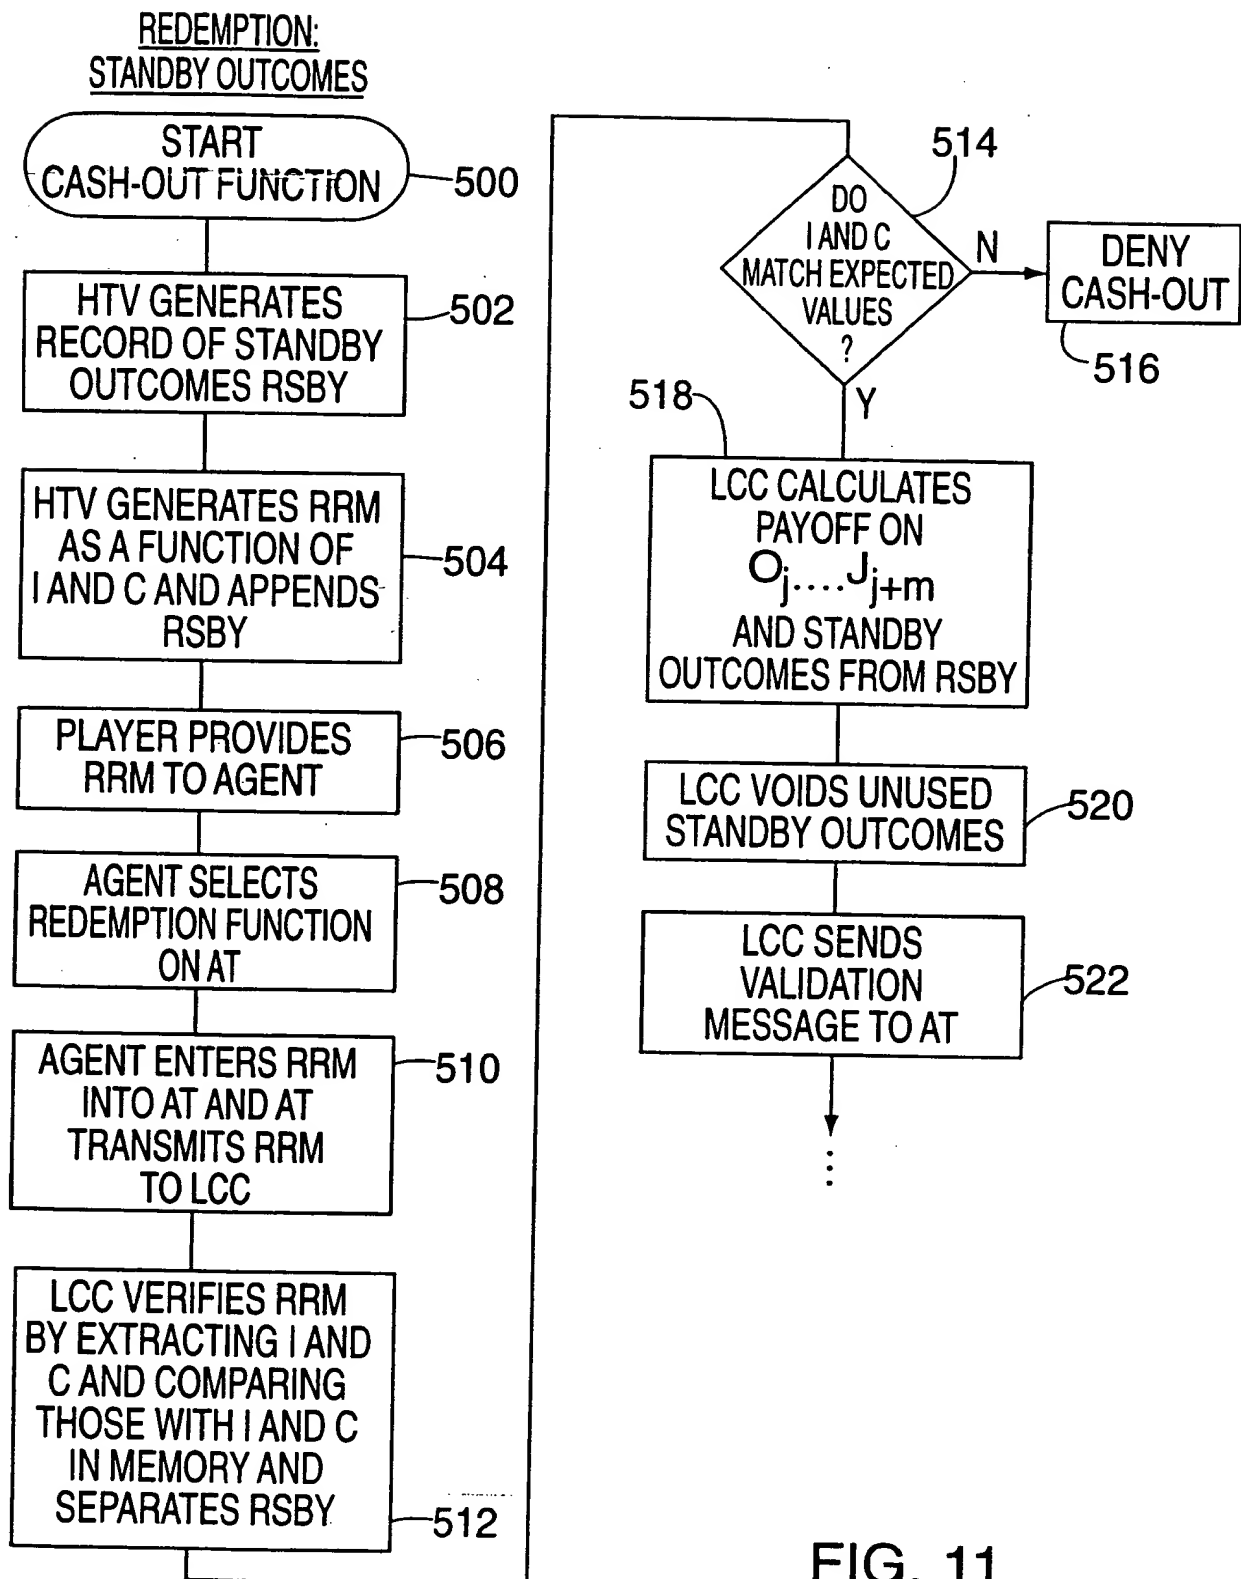 REDEMPTION:
STANDBY OUTCOMES
START
CASH-OUT FUNCTION
500
HTV GENERATES
RECORD OF STANDBY
OUTCOMES RSBY
502
HTV GENERATES RRM
AS A FUNCTION OF
I AND C AND APPENDS
RSBY
504
PLAYER PROVIDES
RRM TO AGENT
506
AGENT SELECTS
REDEMPTION FUNCTION
ON AT
508
AGENT ENTERS RRM
INTO AT AND AT
TRANSMITS RRM
TO LCC
510
LCC VERIFIES RRM
BY EXTRACTING I AND
C AND COMPARING
THOSE WITH I AND C
IN MEMORY AND
SEPARATES RSBY
512
DO
I AND C
MATCH EXPECTED
VALUES
?
514
N
DENY
CASH-OUT
516
Y
518
LCC CALCULATES
PAYOFF ON
Oj....Jj+m
AND STANDBY
OUTCOMES FROM RSBY
LCC VOIDS UNUSED
STANDBY OUTCOMES
520
LCC SENDS
VALIDATION
MESSAGE TO AT
522
⋮
FIG. 11